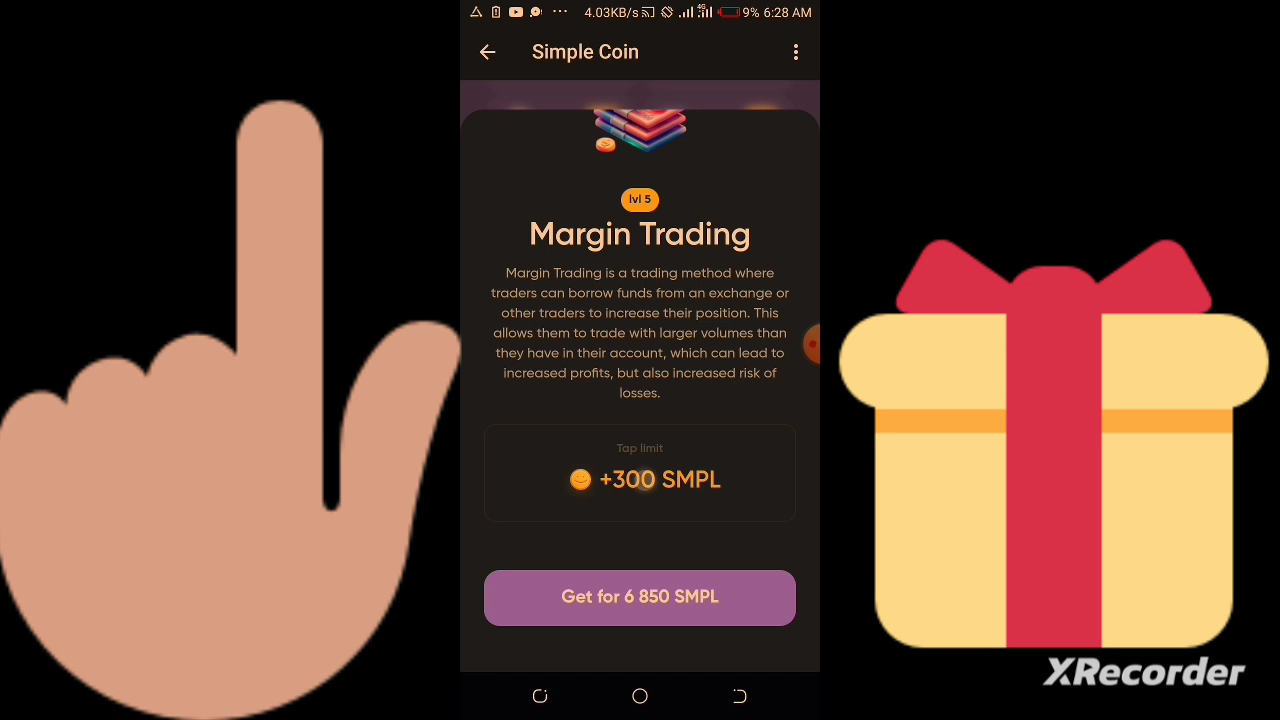 4.03KB/s 4G 9% 6:28 AM
Simple Coin
lvl 5
Margin Trading
Margin Trading is a trading method where
traders can borrow funds from an exchange or
other traders to increase their position. This
allows them to trade with larger volumes than
they have in their account, which can lead to
increased profits, but also increased risk of
losses.
Tap limit
+300 SMPL
Get for 6 850 SMPL
XRecorder